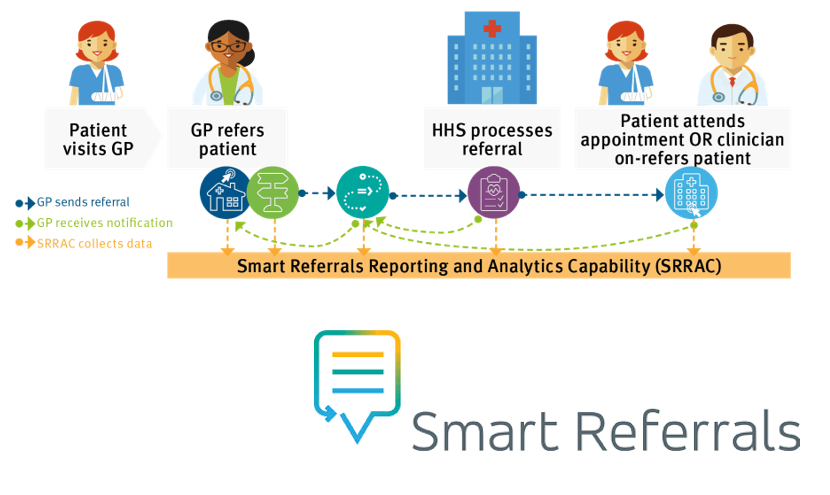 Patient
visits GP
GP refers
patient
HHS processes
referral
Patient attends
appointment OR clinician
on-refers patient
GP sends referral
GP receives notification
SRRAC collects data
Smart Referrals Reporting and Analytics Capability (SRRAC)
Smart Referrals